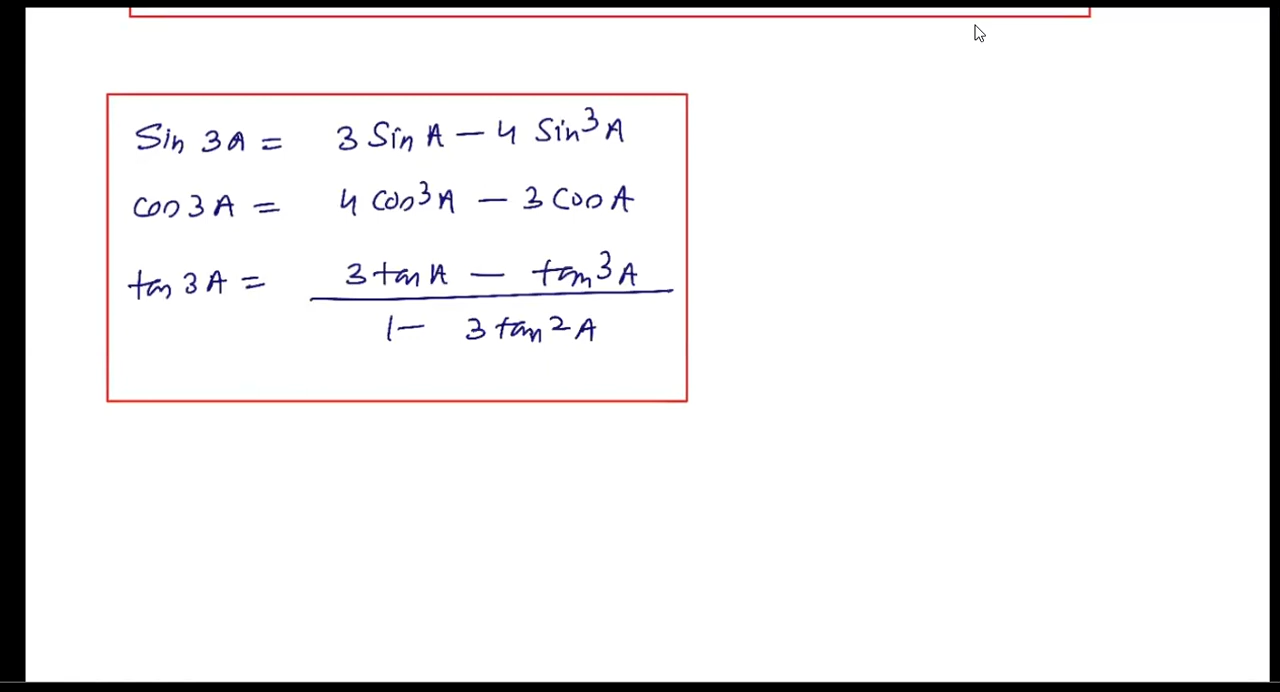 Sin 3A = 3 Sin A - 4 Sin³A
cos 3A = 4 cos³A - 3 cos A
tan 3A = 3 tan A - tan³A
1 - 3 tan²A